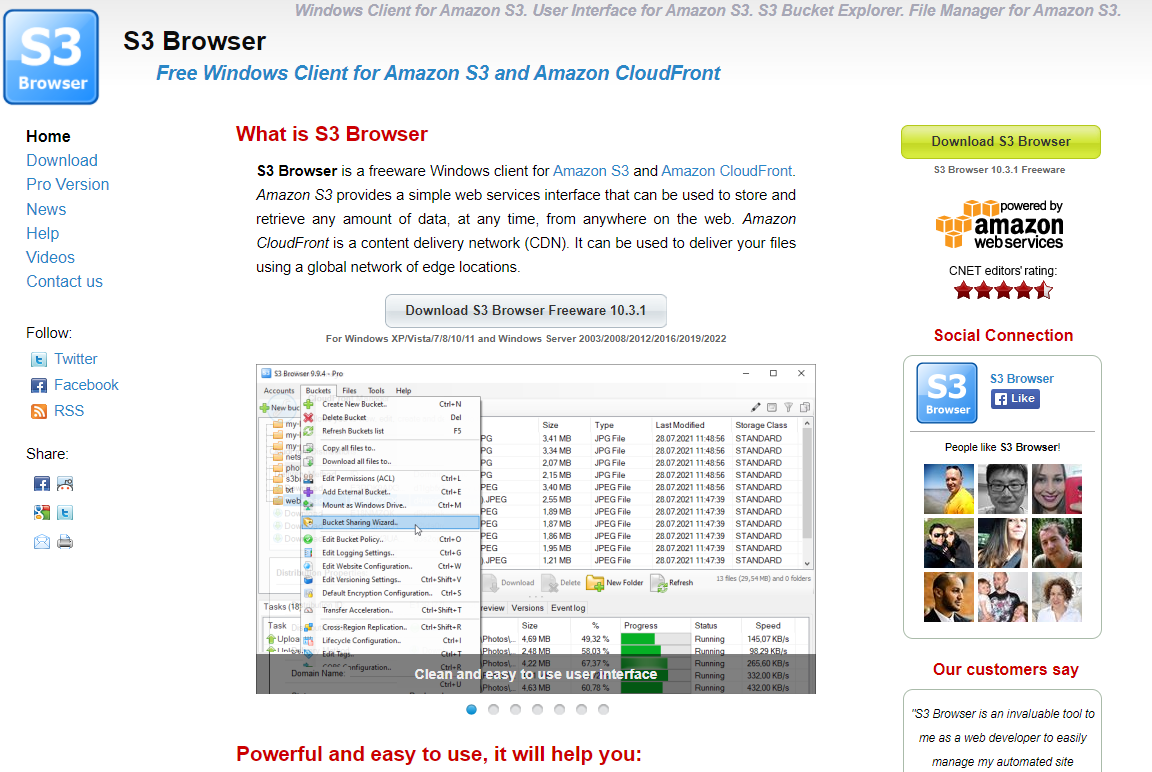 Windows Client for Amazon S3. User Interface for Amazon S3. S3 Bucket Explorer. File Manager for Amazon S3.
S3
Browser
S3 Browser
Free Windows Client for Amazon S3 and Amazon CloudFront
Home
Download
Pro Version
News
Help
Videos
Contact us
Follow:
Twitter
Facebook
RSS
Share:
What is S3 Browser
S3 Browser is a freeware Windows client for Amazon S3 and Amazon CloudFront.
Amazon S3 provides a simple web services interface that can be used to store and
retrieve any amount of data, at any time, from anywhere on the web. Amazon
CloudFront is a content delivery network (CDN). It can be used to deliver your files
using a global network of edge locations.
Download S3 Browser Freeware 10.3.1
For Windows XP/Vista/7/8/10/11 and Windows Server 2003/2008/2012/2016/2019/2022
S3 Browser 9.9.4 - Pro
Accounts Buckets Files Tools Help
New buc
Create New Bucket.. Ctrl+N
Delete Bucket Del
Refresh Buckets list F5
Copy all files to..
Download all files to..
Edit Permissions (ACL) Ctrl+L
Add External Bucket.. Ctrl+E
Mount as Windows Drive.. Ctrl+M
Bucket Sharing Wizard..
Edit Bucket Policy.. Ctrl+O
Edit Logging Settings.. Ctrl+G
Edit Website Configuration.. Ctrl+W
Edit Versioning Settings.. Ctrl+Shift+V
Default Encryption Configuration.. Ctrl+S
Transfer Acceleration.. Ctrl+Shift+T
Cross-Region Replication.. Ctrl+Shift+R
Lifecycle Configuration.. Ctrl+I
Edit Tags.. Ctrl+T
CORS Configuration.. Ctrl+R
Ctrl+U
Size Type Last Modified Storage Class
PG 3,41 MB JPG File 28.07.2021 11:48:56 STANDARD
PG 3,34 MB JPG File 28.07.2021 11:48:56 STANDARD
PG 2,07 MB JPG File 28.07.2021 11:48:56 STANDARD
PG 2,15 MB JPG File 28.07.2021 11:48:56 STANDARD
PEG 3,40 MB JPEG File 28.07.2021 11:48:56 STANDARD
).JPEG 2,55 MB JPEG File 28.07.2021 11:47:39 STANDARD
PEG 1,89 MB JPEG File 28.07.2021 11:47:39 STANDARD
PEG 1,87 MB JPEG File 28.07.2021 11:47:39 STANDARD
PEG 1,86 MB JPEG File 28.07.2021 11:47:39 STANDARD
PEG 1,95 MB JPEG File 28.07.2021 11:47:39 STANDARD
).JPEG 1,21 MB JPEG File 28.07.2021 11:47:39 STANDARD
Download Delete New Folder Refresh 13 files (29,54 MB) and 0 folders
Tasks (18 review Versions Eventlog
Task Size % Progress Status Speed
Uploa \Photos\... 4,69 MB 49.32 % Running 145,07 KB/s
\Photos\... 2,48 MB 58.03 % Running 98,29 KB/s
\Photos\... 4,22 MB 67.37 % Running 265,60 KB/s
Domain Name:
Running 332,00 KB/s
\Photos\... 4,63 MB 60.78 % Running 432,00 KB/s
Clean and easy to use user interface
Powerful and easy to use, it will help you:
Download S3 Browser
S3 Browser 10.3.1 Freeware
powered by
amazon
web services
CNET editors' rating:
Social Connection
S3
Browser
S3 Browser
Like
People like S3 Browser!
Our customers say
"S3 Browser is an invaluable tool to
me as a web developer to easily
manage my automated site